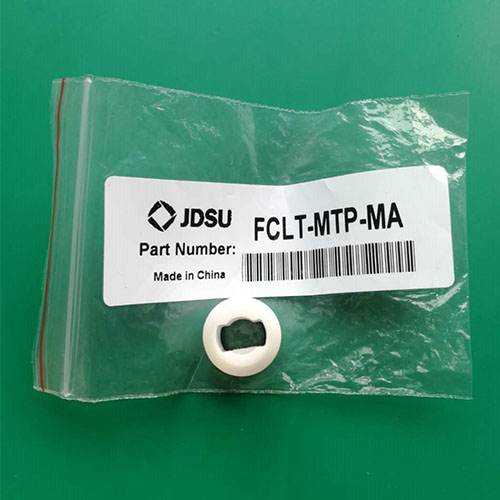 JDSU
Part Number: FCLT-MTP-MA
Made in China